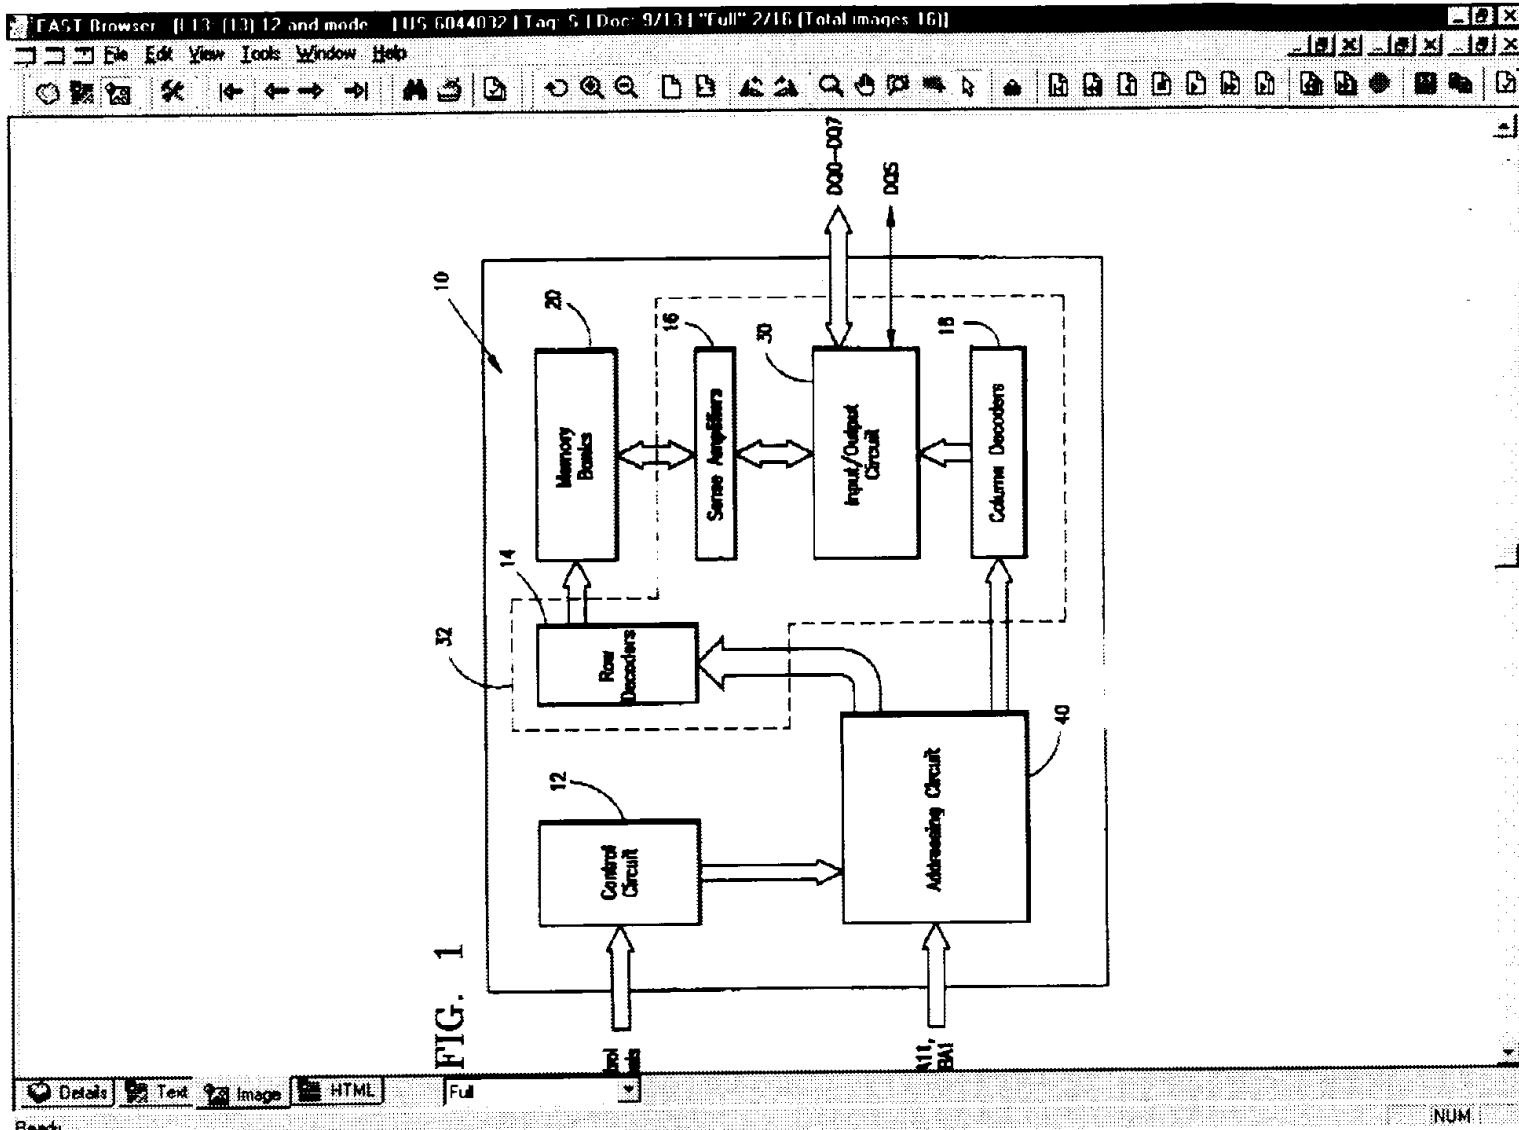 EAST Browser - [L13: (13) 12 and mode... | US 6044032 | Tag: S | Doc: 9/13 | "Full" 2/16 (Total images 16)]
File Edit View Tools Window Help
DQ0-DQ7
DQS
10
20
16
30
18
Memory
Banks
Sense Amplifiers
Input/Output
Circuit
Column Decoders
14
32
Row
Decoders
12
40
Control
Circuit
Addressing Circuit
FIG. 1
A11,
BA1
Details Text Image HTML Full
Ready
NUM